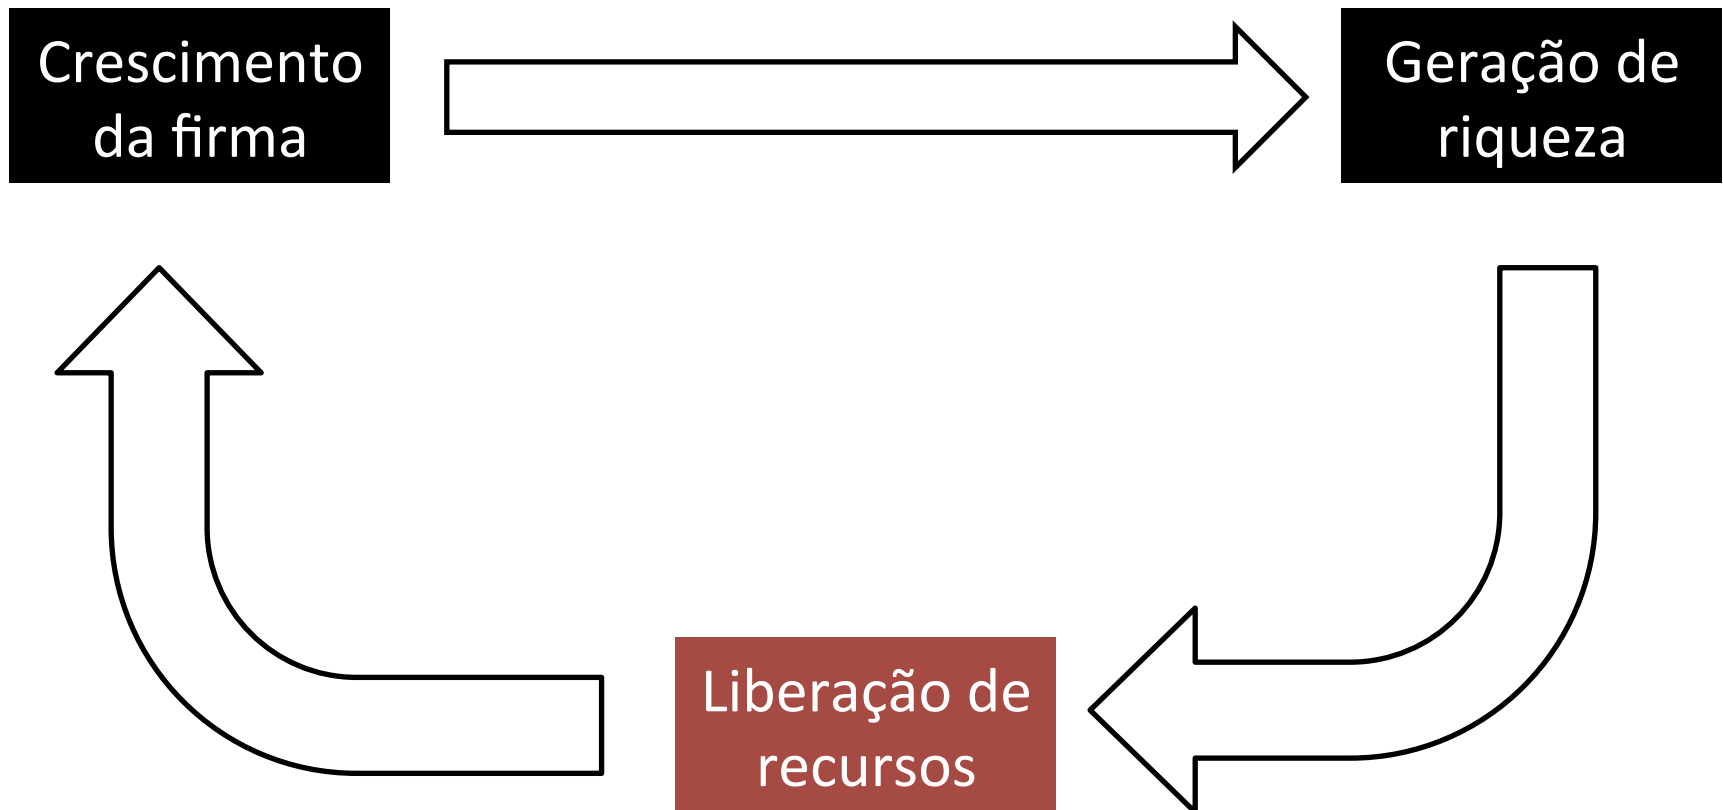 Crescimento
da firma
Geração de
riqueza
Liberação de
recursos